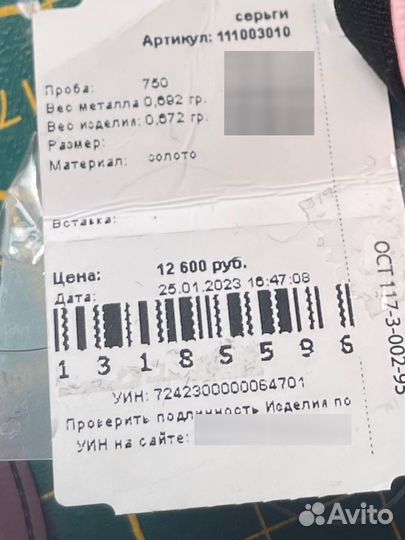 серьги
Артикул: 111003010
Проба: 750
Вес металла 0,692 гр.
Вес изделия: 0,672 гр.
Размер:
Материал: золото
Вставка:
Цена: 12 600 руб.
Дата: 25.01.2023 16:47:08
13185596
УИН: 7242300000064701
Проверить подлинность Изделия по
УИН на сайте:
ОСТ 117-3-002-95
Avito